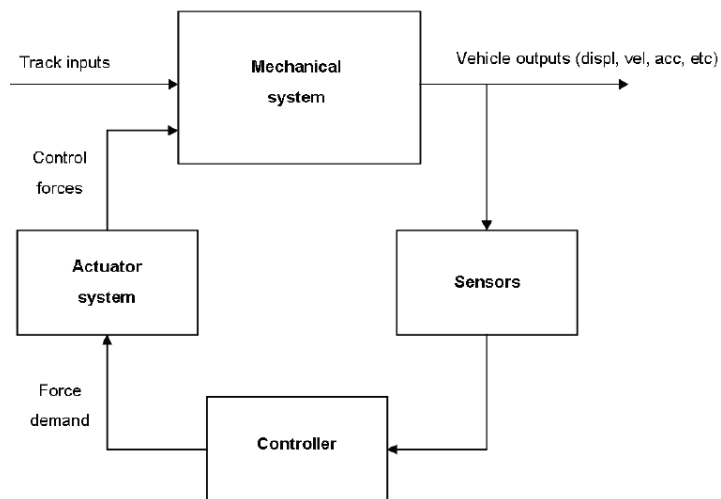 Track inputs
Mechanical
system
Vehicle outputs (displ, vel, acc, etc)
Control
forces
Actuator
system
Sensors
Force
demand
Controller